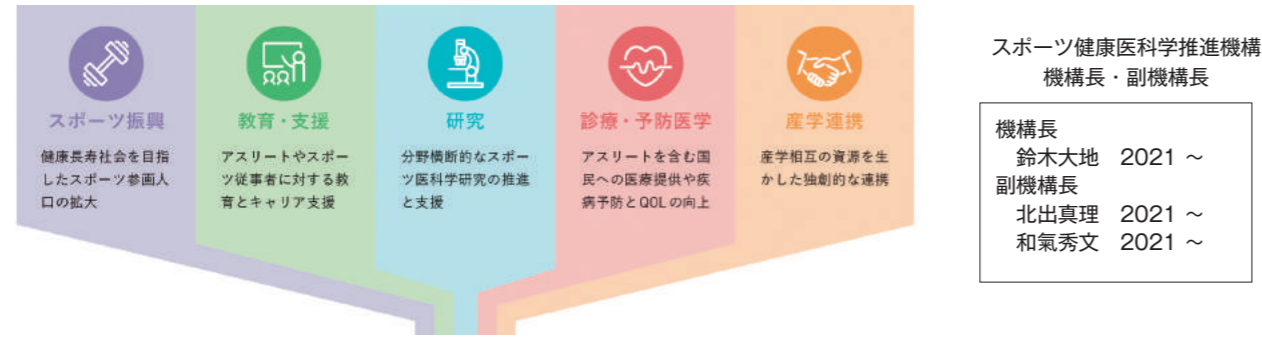 スポーツ振興
健康長寿社会を目指
したスポーツ参画人
口の拡大
教育・支援
アスリートやスポー
ツ従事者に対する教
育とキャリア支援
研究
分野横断的なスポー
ツ医科学研究の推進
と支援
診療・予防医学
アスリートを含む国
民への医療提供や疾
病予防とQOLの向上
産学連携
産学相互の資源を生
かした独創的な連携
スポーツ健康医科学推進機構
機構長・副機構長
機構長
鈴木大地 2021 ～
副機構長
北出真理 2021 ～
和氣秀文 2021 ～